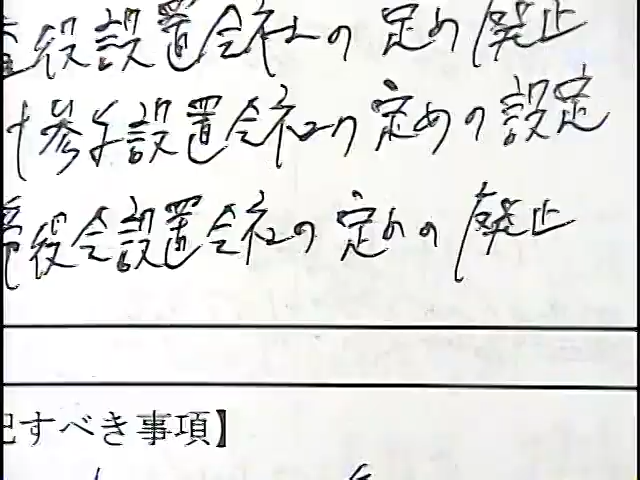 役設置会社の定めの廃止
計参与設置会社の定めの設定
役会設置会社の定めの廃止
記すべき事項】